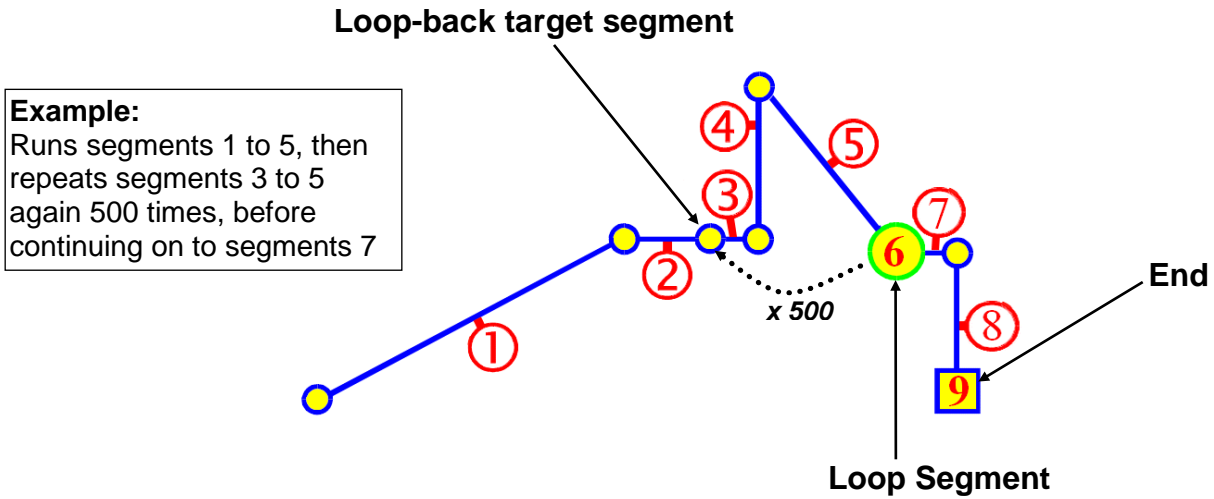 Loop-back target segment
Example:
Runs segments 1 to 5, then
repeats segments 3 to 5
again 500 times, before
continuing on to segments 7
4
5
3
7
6
2
End
x 500
8
1
9
Loop Segment